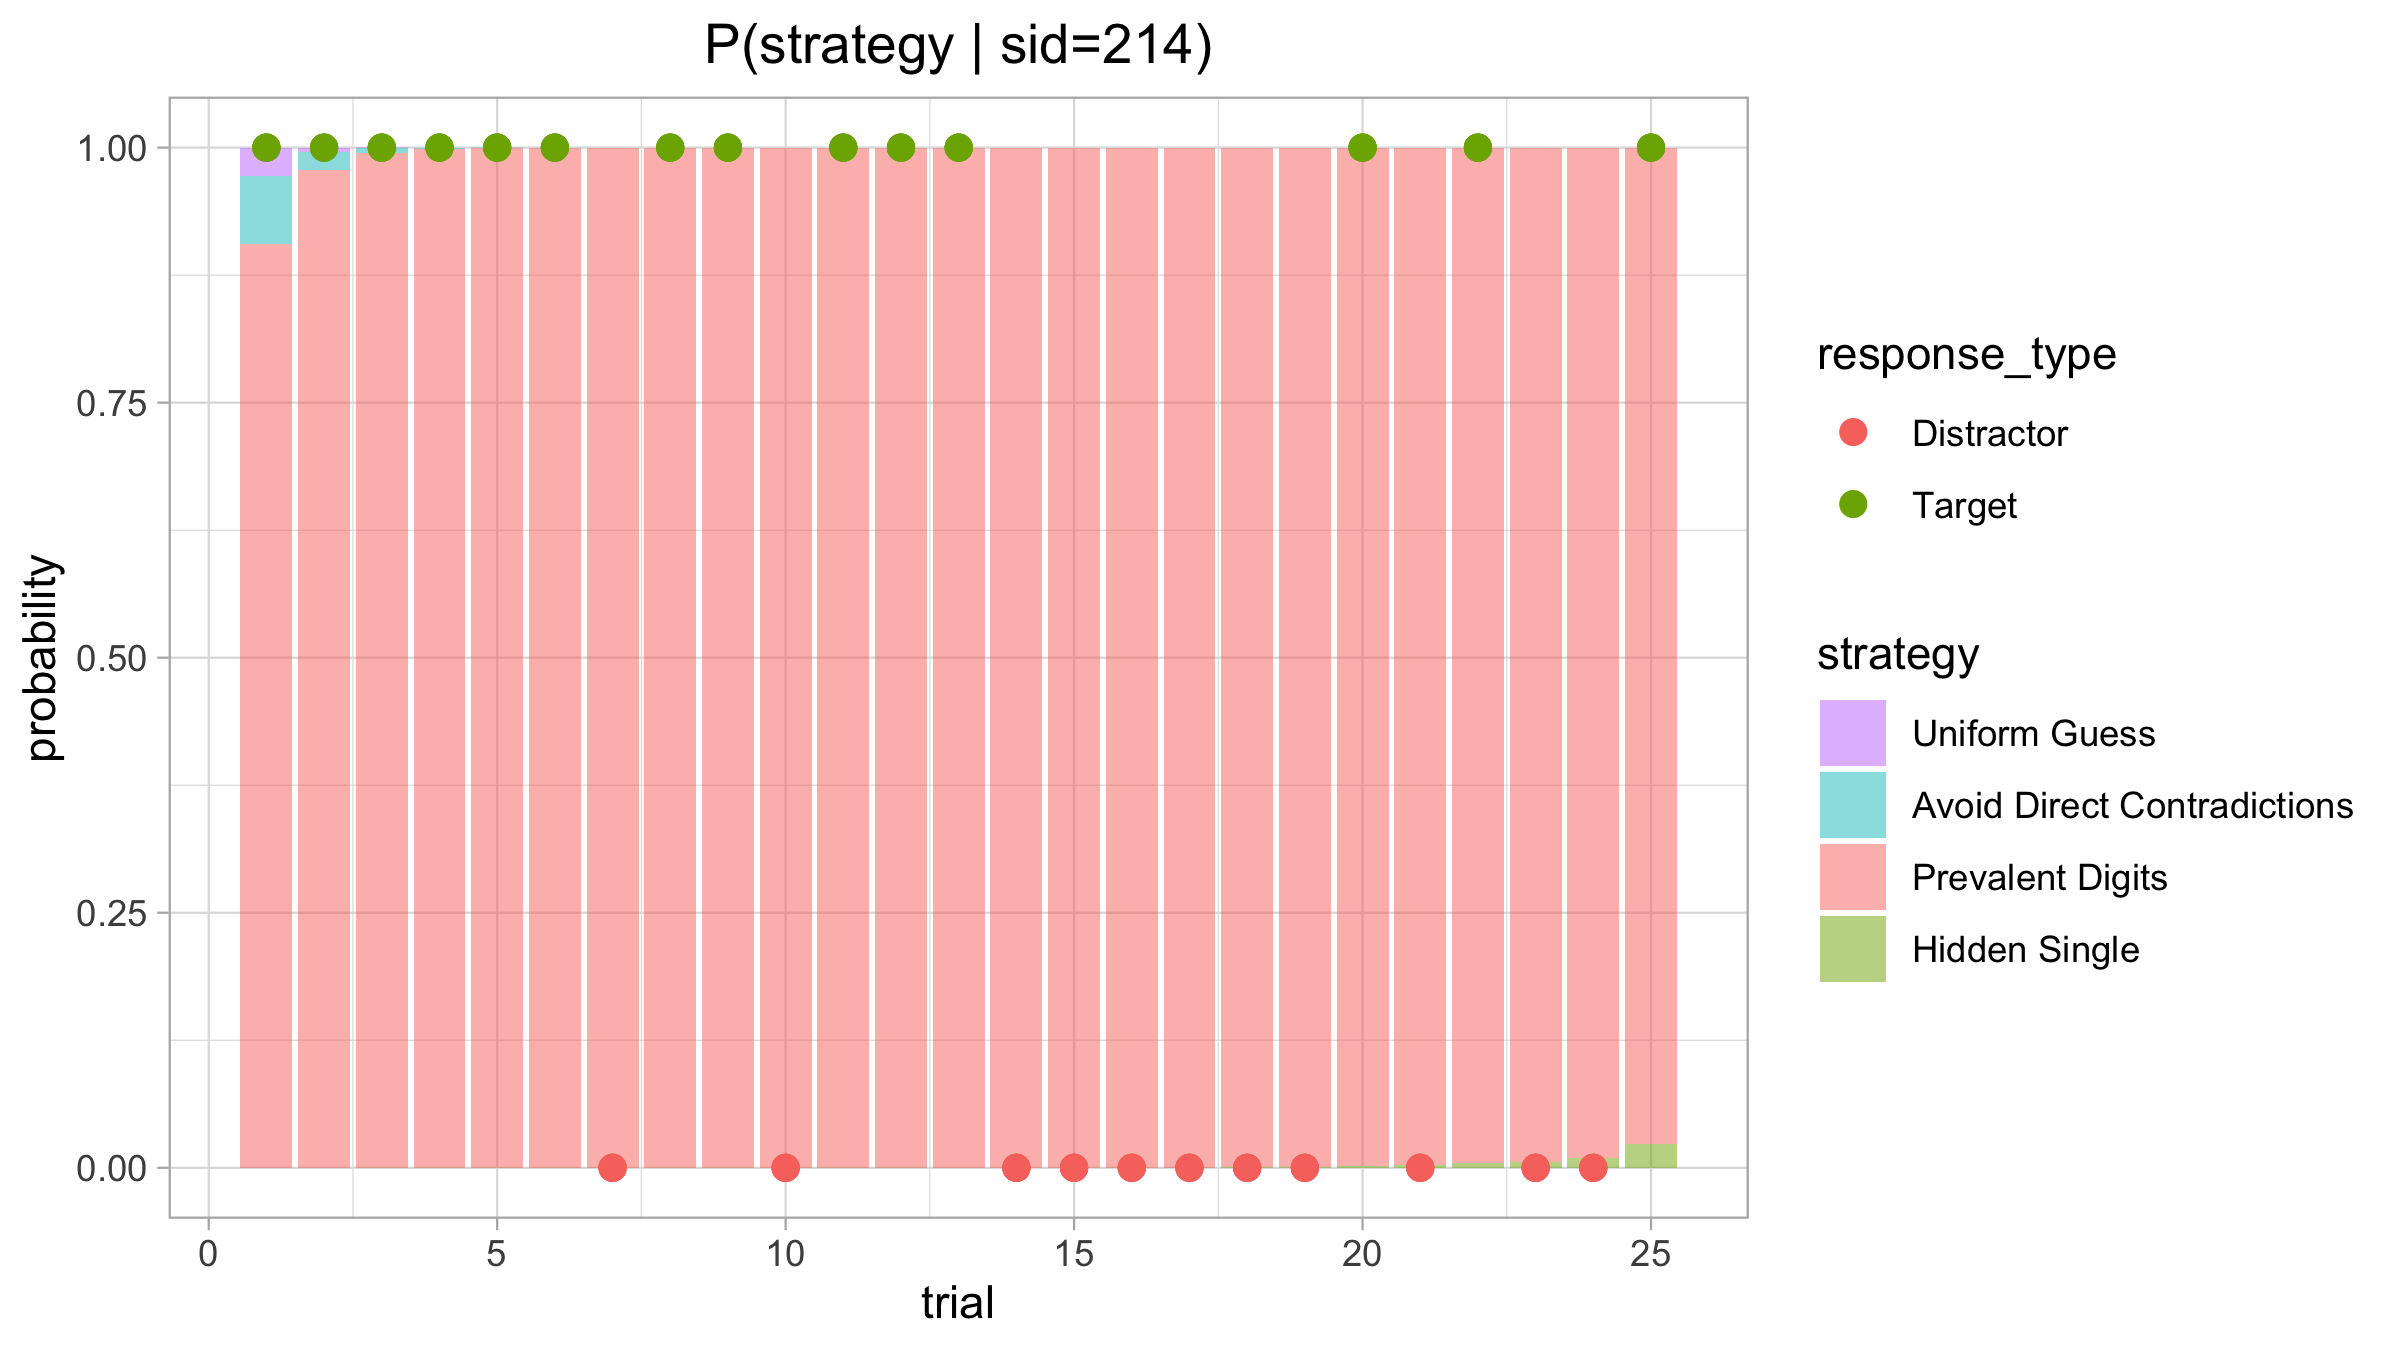 P(strategy | sid=214)
1.00
0.75
0.50
0.25
0.00
probability
0 5 10 15 20 25
trial
response_type
Distractor
Target
strategy
Uniform Guess
Avoid Direct Contradictions
Prevalent Digits
Hidden Single